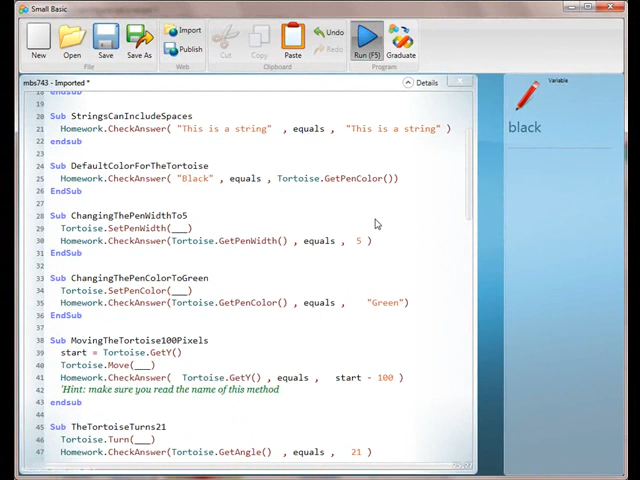 Small Basic
New
Open
Save
Save As
Import
Publish
Web
Cut
Copy
Paste
Clipboard
Undo
Redo
Run (F5)
Graduate
Program
mbs743 - Imported *
Details
18 endsub
19
20 Sub StringsCanIncludeSpaces
21 Homework.CheckAnswer( "This is a string" , equals , "This is a string" )
22 endsub
23
24 Sub DefaultColorForTheTortoise
25 Homework.CheckAnswer( "Black" , equals , Tortoise.GetPenColor())
26 EndSub
27
28 Sub ChangingThePenWidthTo5
29 Tortoise.SetPenWidth(___)
30 Homework.CheckAnswer(Tortoise.GetPenWidth() , equals , 5 )
31 EndSub
32
33 Sub ChangingThePenColorToGreen
34 Tortoise.SetPenColor(___)
35 Homework.CheckAnswer(Tortoise.GetPenColor() , equals , "Green")
36 EndSub
37
38 Sub MovingTheTortoise100Pixels
39 start = Tortoise.GetY()
40 Tortoise.Move(___)
41 Homework.CheckAnswer( Tortoise.GetY() , equals , start - 100 )
42 'Hint: make sure you read the name of this method
43 endsub
44
45 Sub TheTortoiseTurns21
46 Tortoise.Turn(___)
47 Homework.CheckAnswer(Tortoise.GetAngle() , equals , 21 )
Variable
black